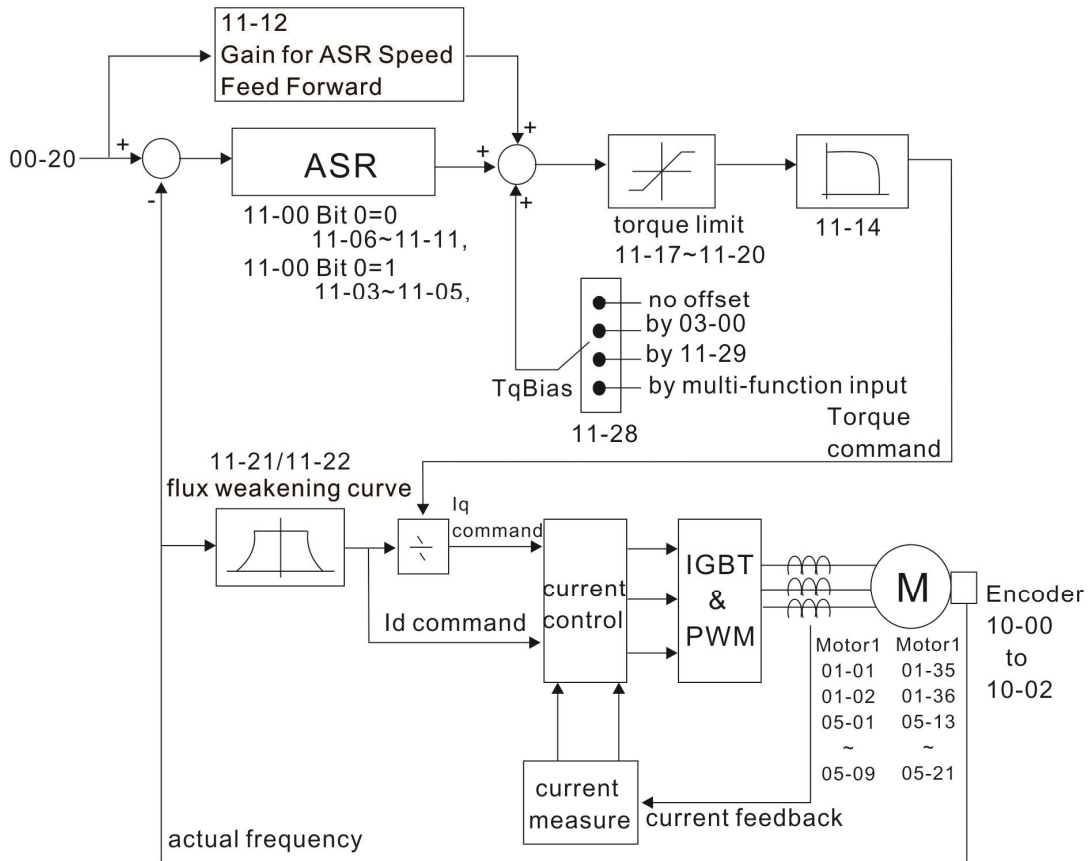 11-12
Gain for ASR Speed
Feed Forward
+
+
00-20
ASR
+
+
-
11-00 Bit 0=0
11-06~11-11,
11-00 Bit 0=1
11-03~11-05,
torque limit
11-17~11-20
11-14
no offset
by 03-00
by 11-29
by multi-function input
TqBias
11-28
Torque
command
11-21/11-22
flux weakening curve
Iq
command
Id command
current
control
IGBT
&
PWM
M
Encoder
10-00
to
10-02
Motor1
01-01
01-02
05-01
~
05-09
Motor1
01-35
01-36
05-13
~
05-21
current
measure
current feedback
actual frequency